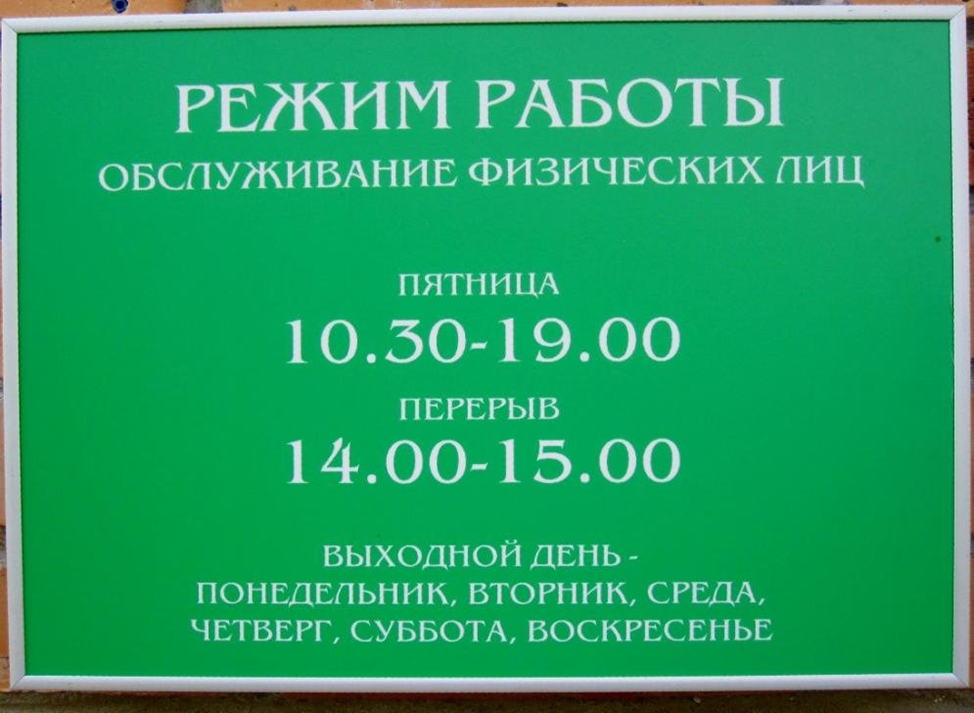 РЕЖИМ РАБОТЫ
ОБСЛУЖИВАНИЕ ФИЗИЧЕСКИХ ЛИЦ
ПЯТНИЦА
10.30-19.00
ПЕРЕРЫВ
14.00-15.00
ВЫХОДНОЙ ДЕНЬ -
ПОНЕДЕЛЬНИК, ВТОРНИК, СРЕДА,
ЧЕТВЕРГ, СУББОТА, ВОСКРЕСЕНЬЕ